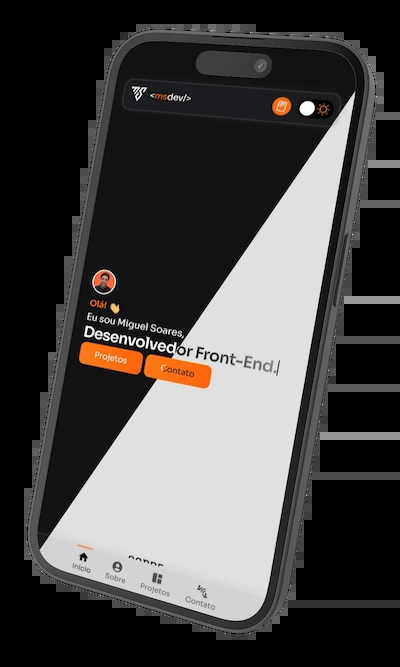 <msdev/>
Olá! 👋
Eu sou Miguel Soares,
Desenvolvedor Front-End.|
Projetos
Contato
SOBRE
Início
Sobre
Projetos
Contato